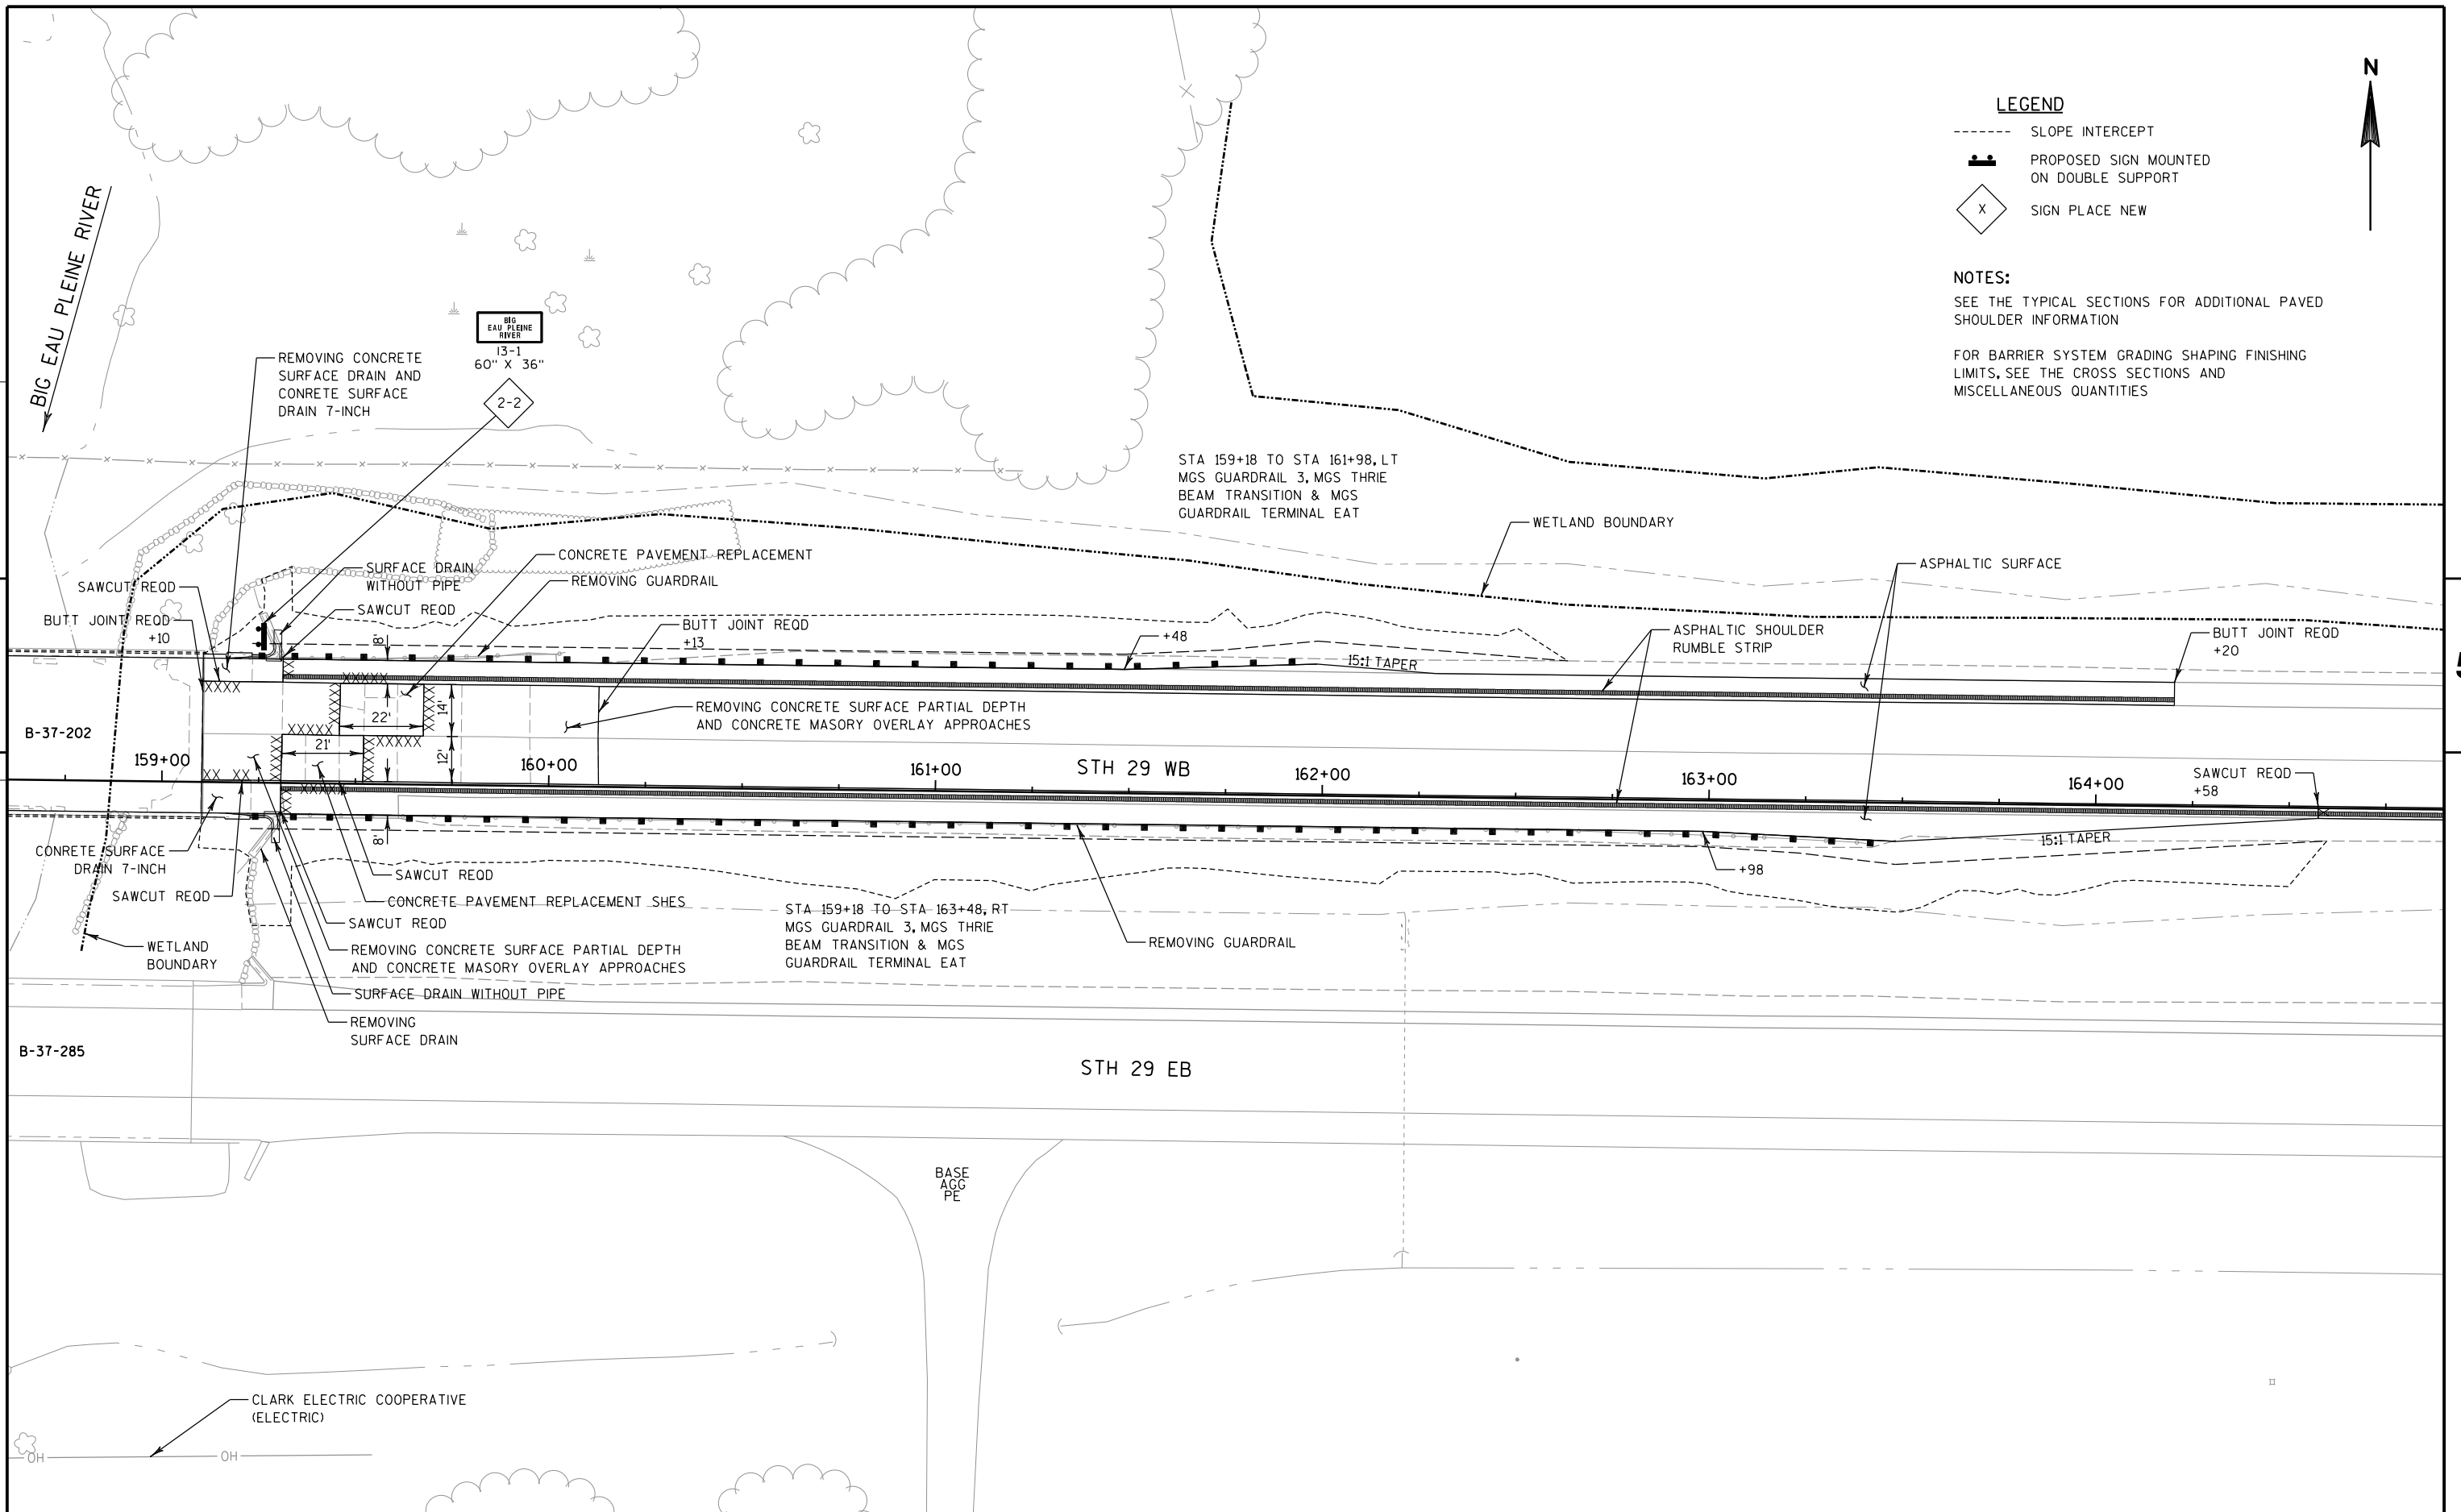 N
LEGEND
SLOPE INTERCEPT
PROPOSED SIGN MOUNTED
ON DOUBLE SUPPORT
X
SIGN PLACE NEW
NOTES:
SEE THE TYPICAL SECTIONS FOR ADDITIONAL PAVED
SHOULDER INFORMATION
FOR BARRIER SYSTEM GRADING SHAPING FINISHING
LIMITS, SEE THE CROSS SECTIONS AND
MISCELLANEOUS QUANTITIES
BIG EAU PLEINE RIVER
BIG
EAU PLEINE
RIVER
I3-1
60" X 36"
2-2
REMOVING CONCRETE
SURFACE DRAIN AND
CONRETE SURFACE
DRAIN 7-INCH
STA 159+18 TO STA 161+98, LT
MGS GUARDRAIL 3, MGS THRIE
BEAM TRANSITION & MGS
GUARDRAIL TERMINAL EAT
WETLAND BOUNDARY
CONCRETE PAVEMENT REPLACEMENT
SURFACE DRAIN
WITHOUT PIPE
REMOVING GUARDRAIL
ASPHALTIC SURFACE
SAWCUT REQD
SAWCUT REQD
BUTT JOINT REQD
+10
8'
BUTT JOINT REQD
+13
+48
ASPHALTIC SHOULDER
RUMBLE STRIP
BUTT JOINT REQD
+20
15:1 TAPER
22'
14'
REMOVING CONCRETE SURFACE PARTIAL DEPTH
AND CONCRETE MASORY OVERLAY APPROACHES
B-37-202
21'
12'
159+00
160+00
161+00
STH 29 WB
162+00
163+00
164+00
SAWCUT REQD
+58
8'
15:1 TAPER
CONRETE SURFACE
DRAIN 7-INCH
SAWCUT REQD
+98
SAWCUT REQD
CONCRETE PAVEMENT REPLACEMENT SHES
SAWCUT REQD
STA 159+18 TO STA 163+48, RT
MGS GUARDRAIL 3, MGS THRIE
BEAM TRANSITION & MGS
GUARDRAIL TERMINAL EAT
REMOVING GUARDRAIL
WETLAND
BOUNDARY
REMOVING CONCRETE SURFACE PARTIAL DEPTH
AND CONCRETE MASORY OVERLAY APPROACHES
SURFACE DRAIN WITHOUT PIPE
REMOVING
SURFACE DRAIN
B-37-285
STH 29 EB
BASE
AGG
PE
CLARK ELECTRIC COOPERATIVE
(ELECTRIC)
OH
OH